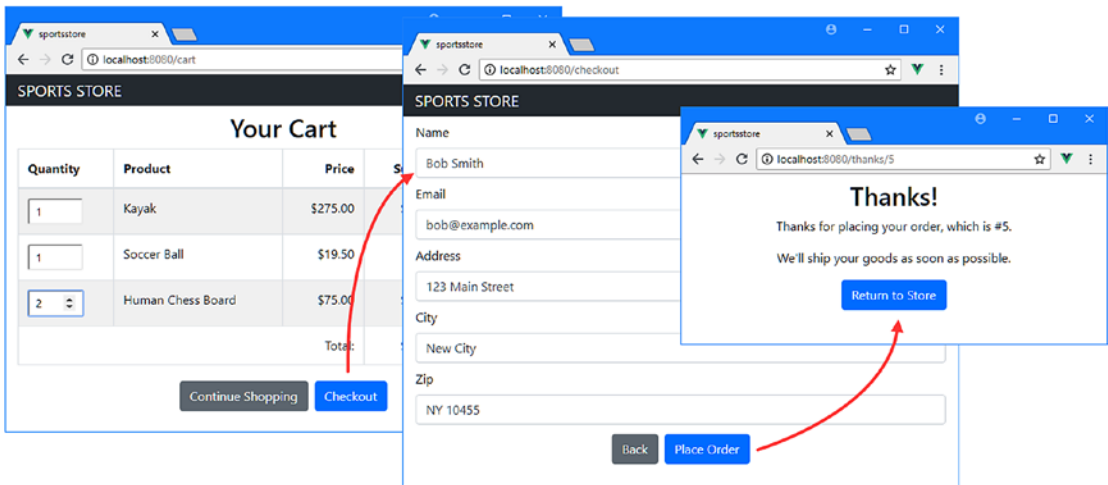 sportsstore
localhost:8080/cart
SPORTS STORE
Your Cart
Quantity Product Price
1 Kayak $275.00
1 Soccer Ball $19.50
2 Human Chess Board $75.00
Total:
Continue Shopping Checkout
sportsstore
localhost:8080/checkout
SPORTS STORE
Name
Bob Smith
Email
bob@example.com
Address
123 Main Street
City
New City
Zip
NY 10455
Back Place Order
sportsstore
localhost:8080/thanks/5
Thanks!
Thanks for placing your order, which is #5.
We'll ship your goods as soon as possible.
Return to Store